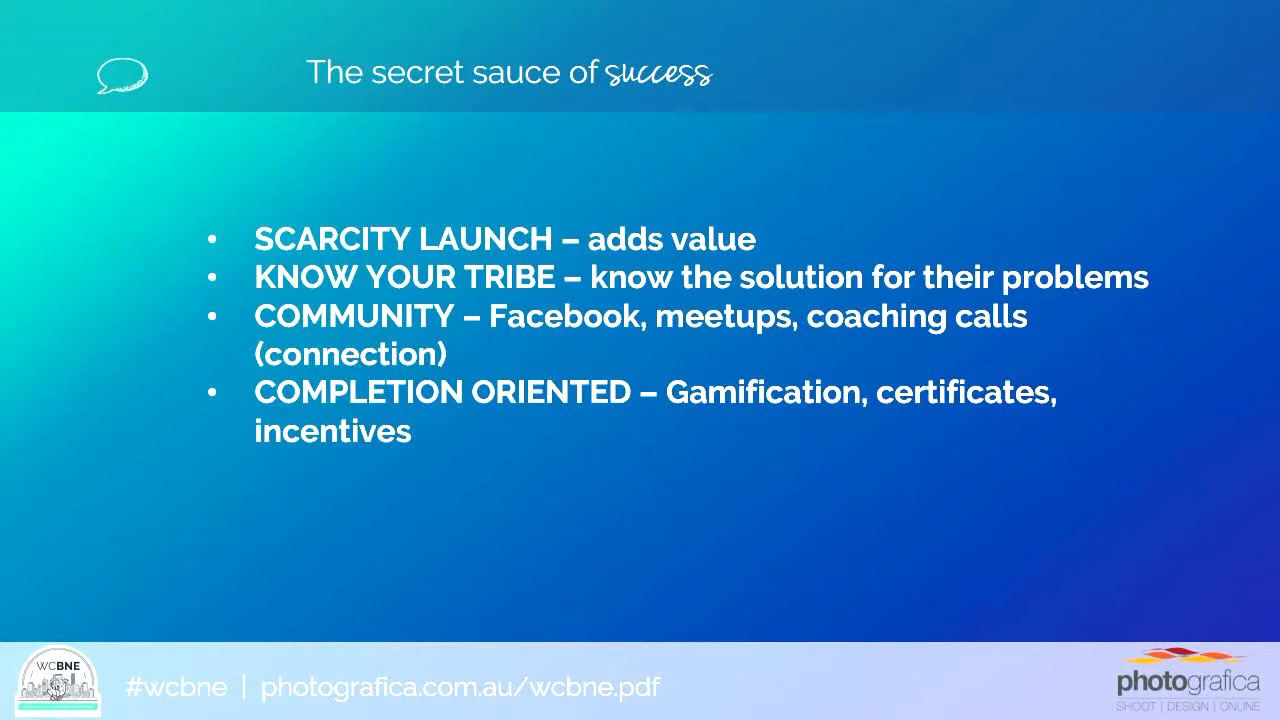 The secret sauce of success
• SCARCITY LAUNCH – adds value
• KNOW YOUR TRIBE – know the solution for their problems
• COMMUNITY – Facebook, meetups, coaching calls
(connection)
• COMPLETION ORIENTED – Gamification, certificates,
incentives
WCBNE
#wcbne | photografica.com.au/wcbne.pdf
photografica
SHOOT | DESIGN | ONLINE